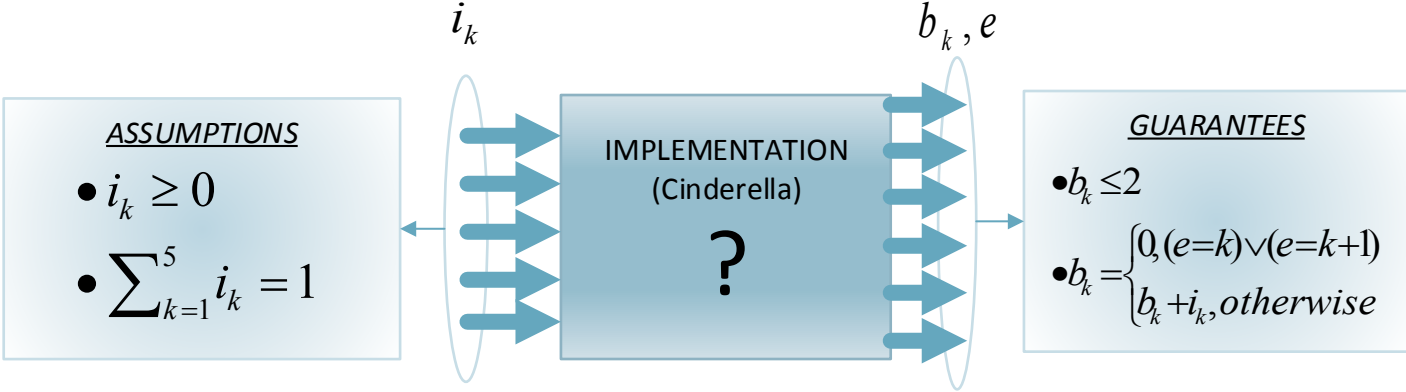 i_k
b_k, e
ASSUMPTIONS
• i_k ≥ 0
• ∑_{k=1}^{5} i_k = 1
IMPLEMENTATION
(Cinderella)
?
GUARANTEES
•b_k ≤2
•b_k = {0,(e=k)∨(e=k+1)
b_k+i_k,otherwise